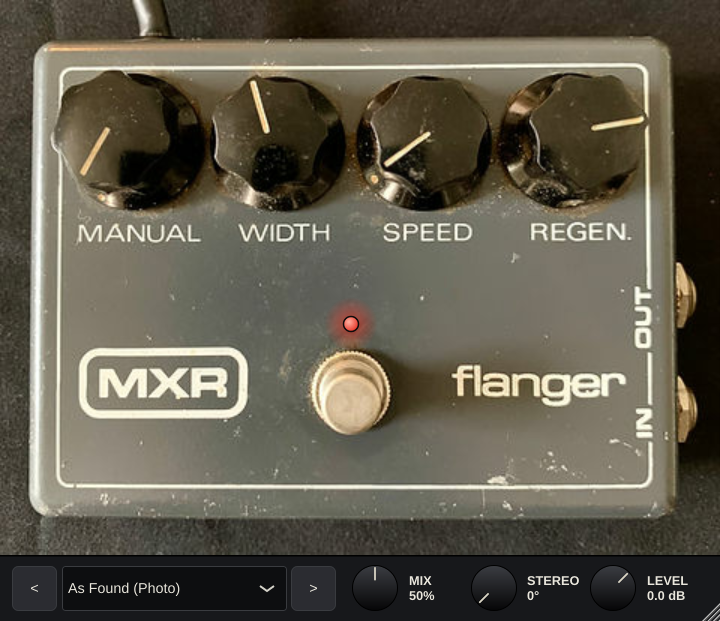 MANUAL WIDTH SPEED REGEN.
OUT
MXR flanger
IN
< As Found (Photo) > MIX STEREO LEVEL
50% 0° 0.0 dB